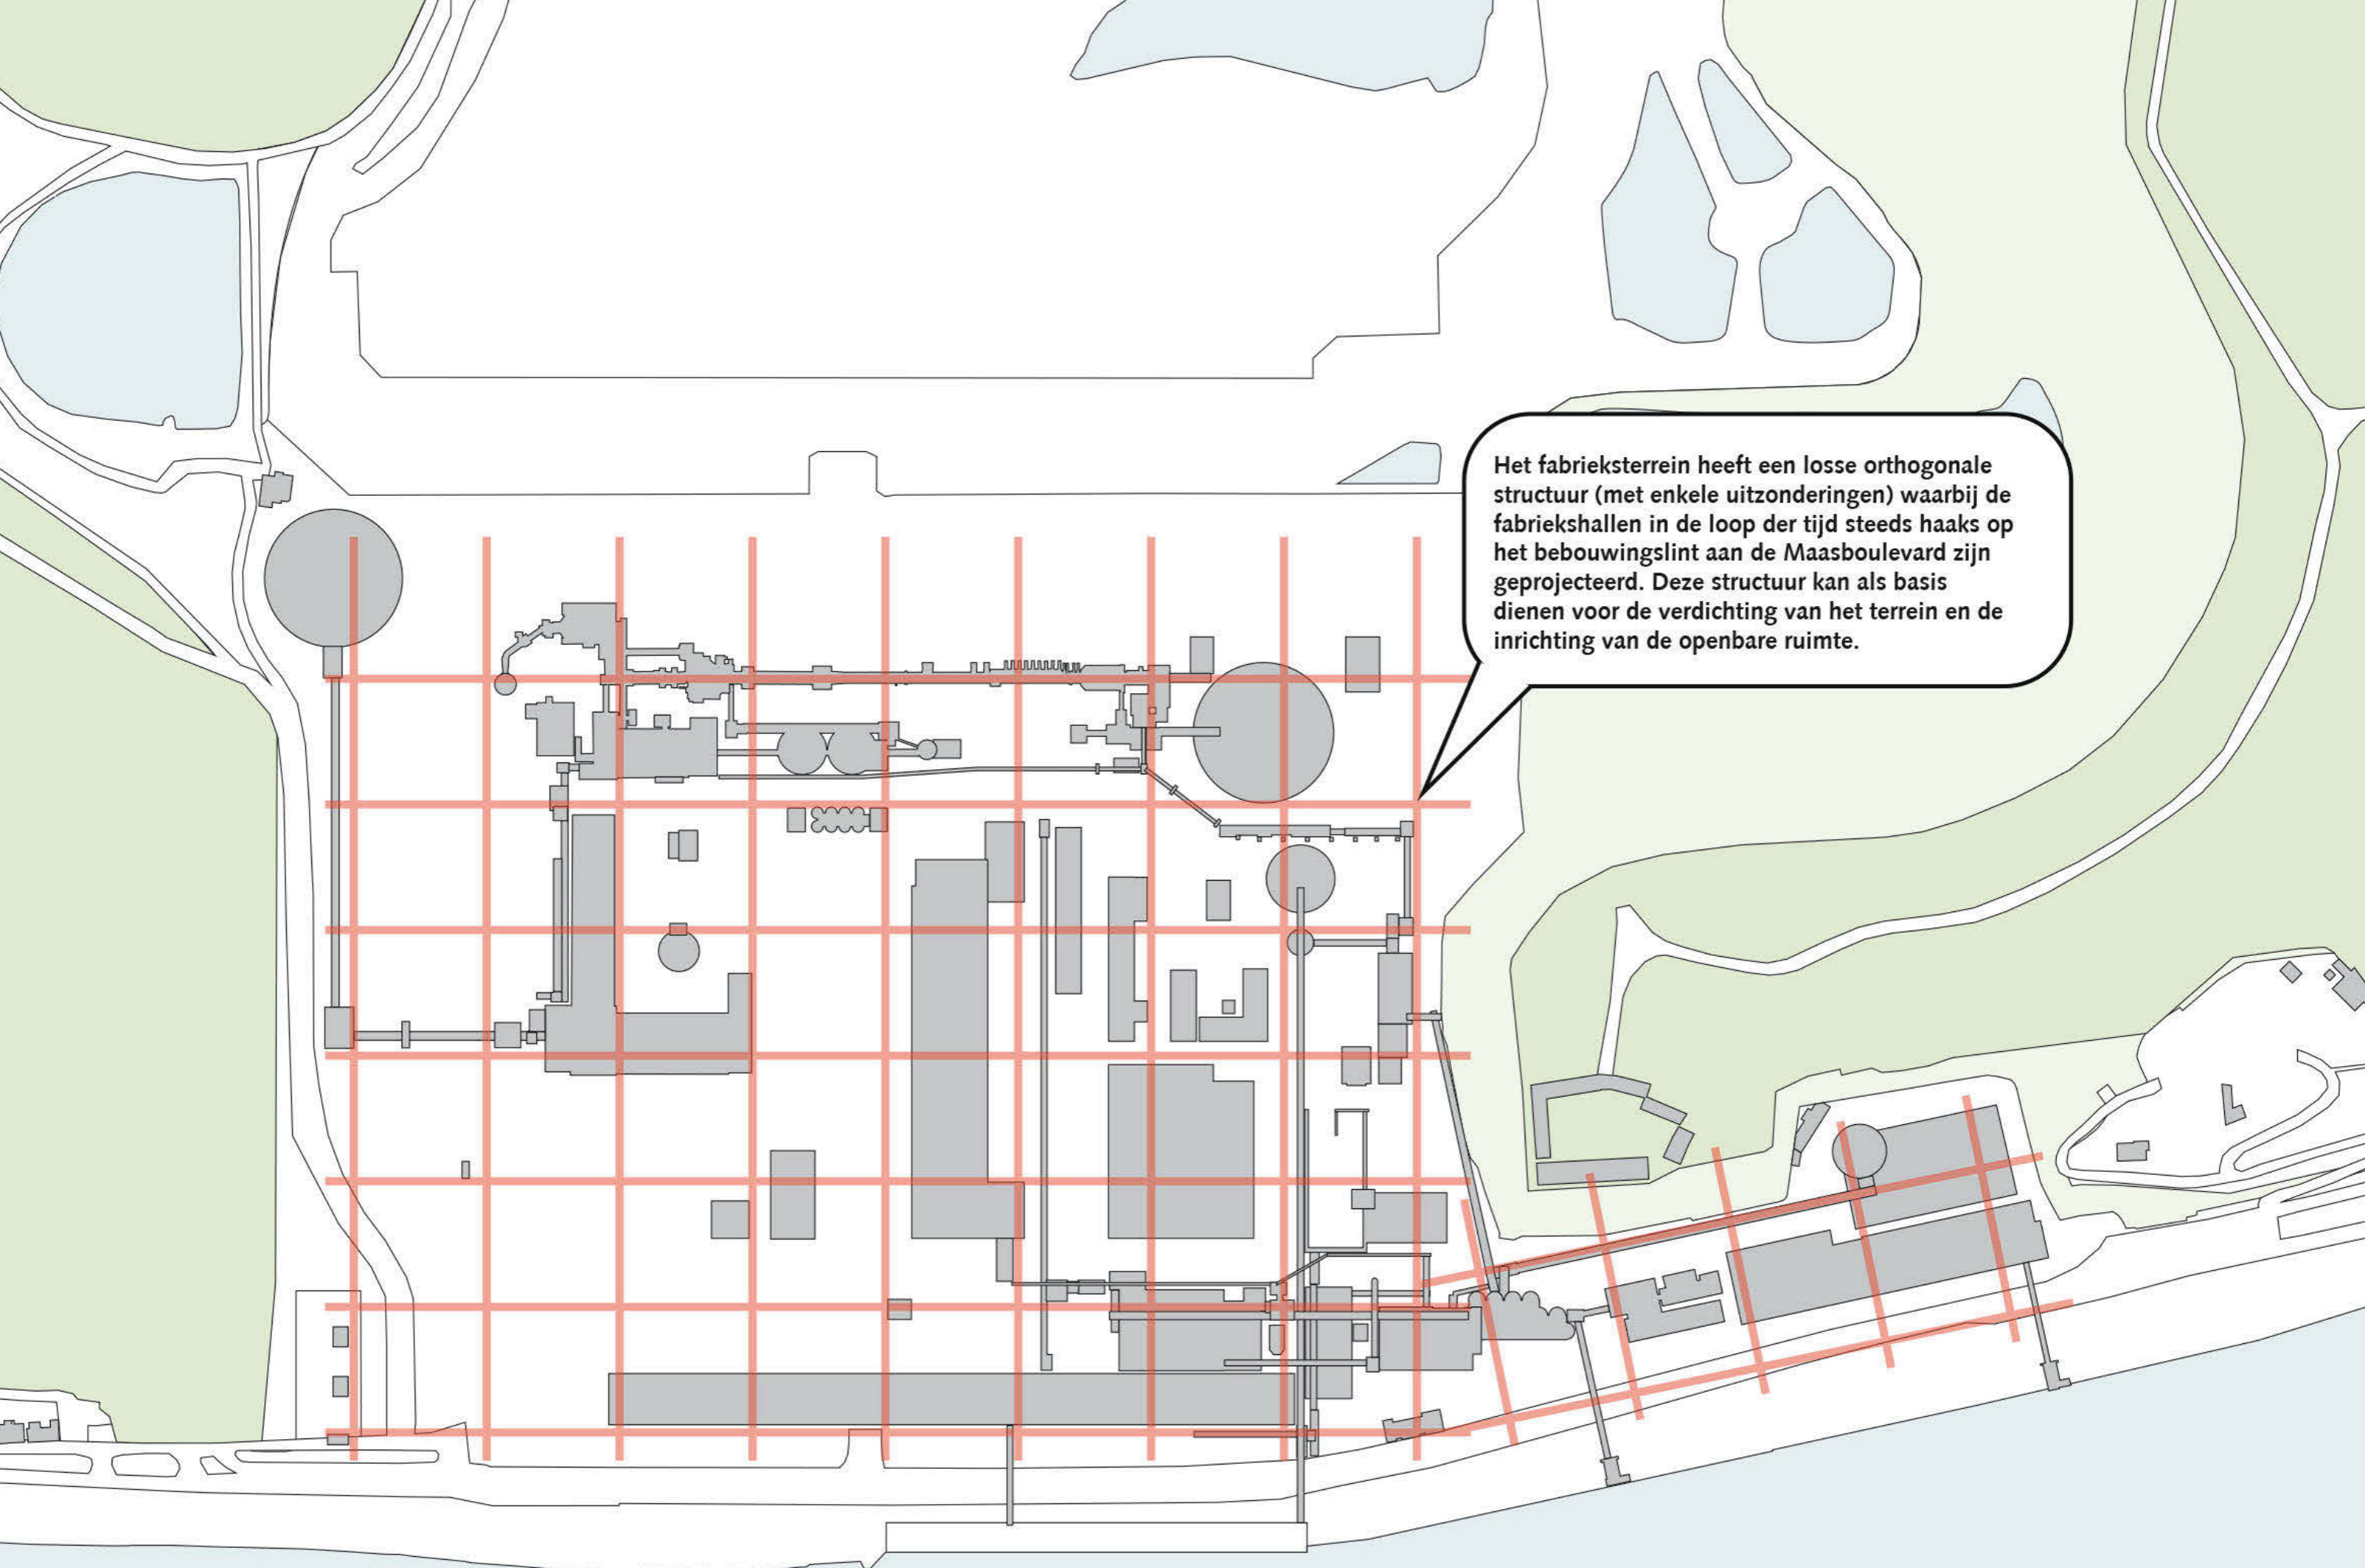 Het fabrieksterrein heeft een losse orthogonale
structuur (met enkele uitzonderingen) waarbij de
fabriekshallen in de loop der tijd steeds haaks op
het bebouwingslint aan de Maasboulevard zijn
geprojecteerd. Deze structuur kan als basis
dienen voor de verdichting van het terrein en de
inrichting van de openbare ruimte.